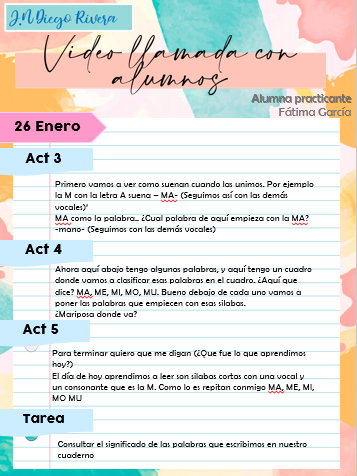 J.N Diego Rivera
Video llamada con
alumnos
Alumna practicante
Fátima García
26 Enero
Act 3
Primero vamos a ver como suenan cuando las unimos. Por ejemplo
la M con la letra A suena – MA- (Seguimos así con las demás
vocales)'
MA como la palabra.. ¿Cual palabra de aquí empieza con la MA?
-mano- (Seguimos con las demás vocales)
Act 4
Ahora aquí abajo tengo algunas palabras, y aquí tengo un cuadro
donde vamos a clasificar esas palabras en el cuadro. ¿Aquí que
dice? MA, ME, MI, MO, MU. Bueno debajo de cada uno vamos a
poner las palabras que empiecen con esas silabas.
¿Mariposa donde va?
Act 5
Para terminar quiero que me digan (¿Que fue lo que aprendimos
hoy?)
El día de hoy aprendimos a leer son silabas cortas con una vocal y
un consonante que es la M. Como lo es repitan conmigo MA, ME, MI,
MO MU
Tarea
Consultar el significado de las palabras que escribimos en nuestro
cuaderno